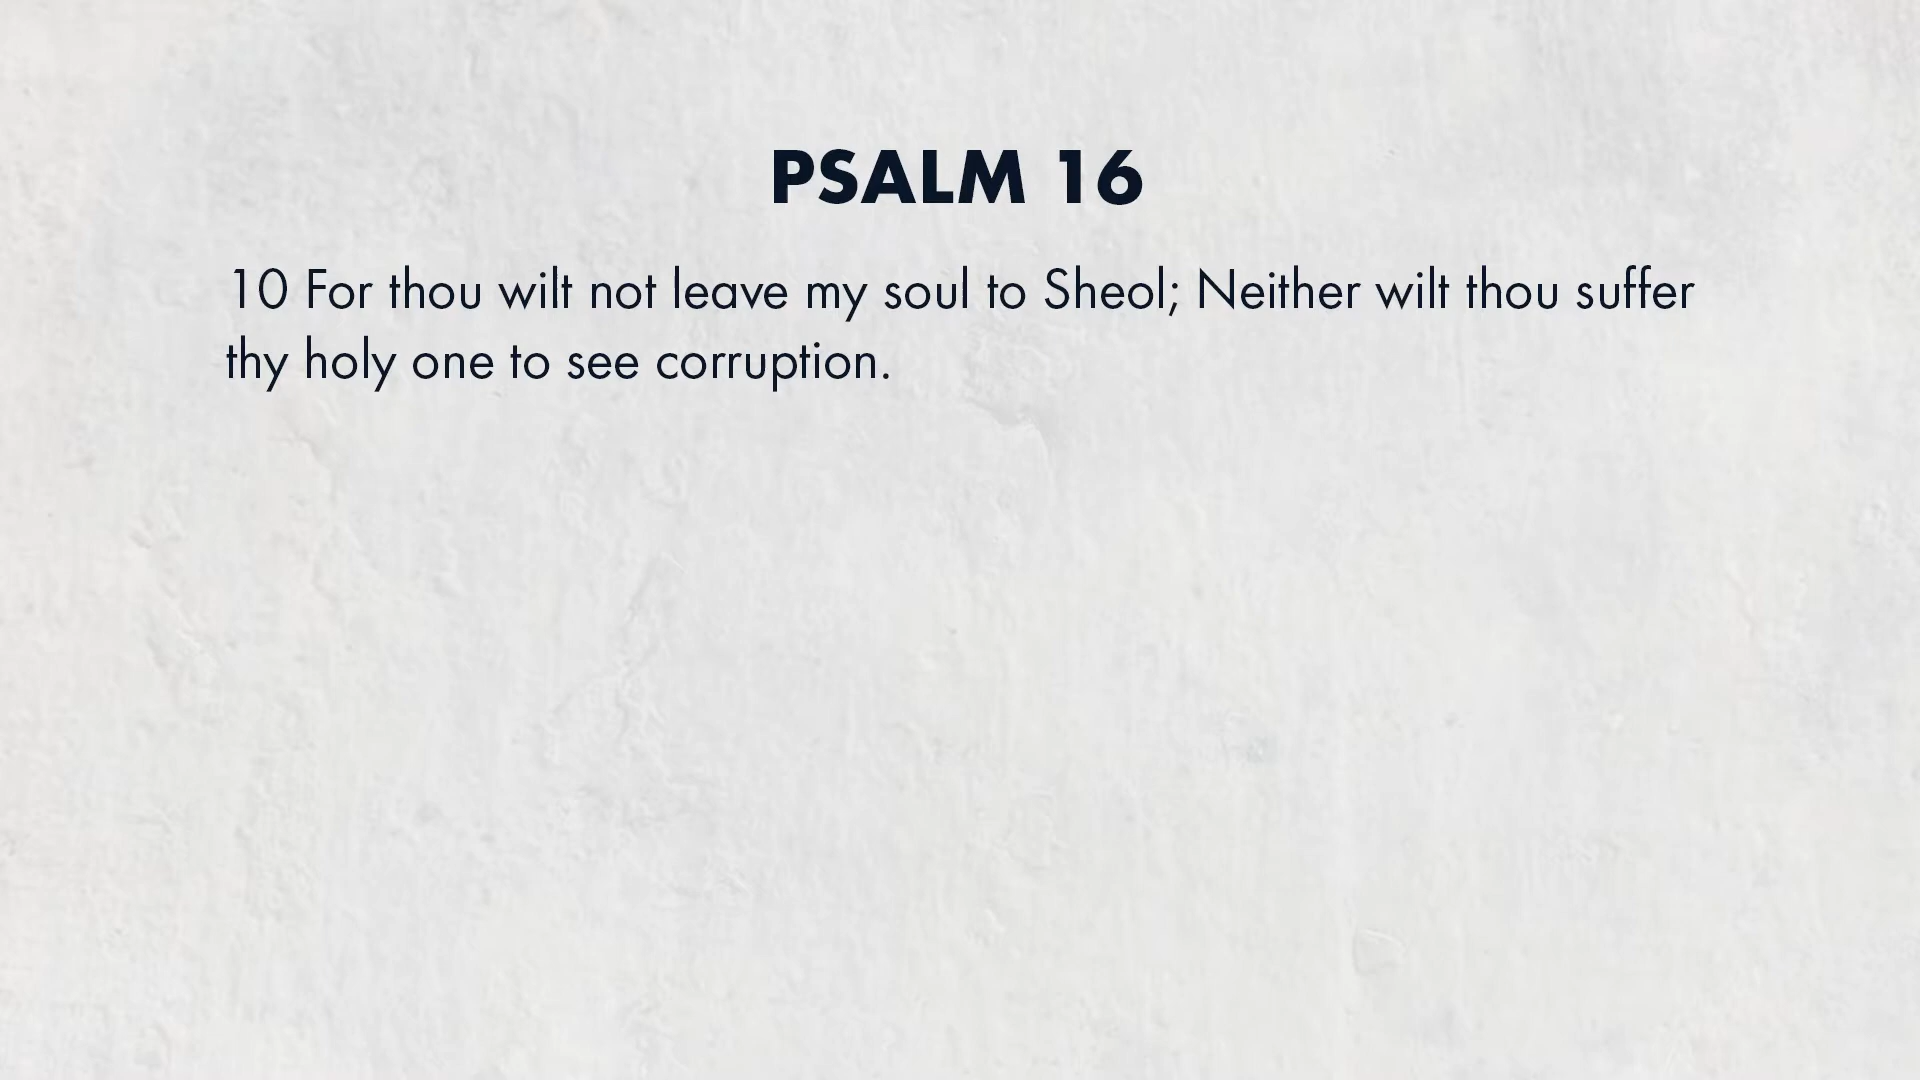 PSALM 16
10 For thou wilt not leave my soul to Sheol; Neither wilt thou suffer
thy holy one to see corruption.